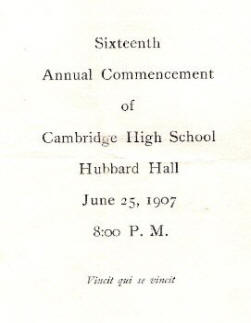 Sixteenth
Annual Commencement
of
Cambridge High School
Hubbard Hall
June 25, 1907
8:00 P. M.
Vincit qui se vincit